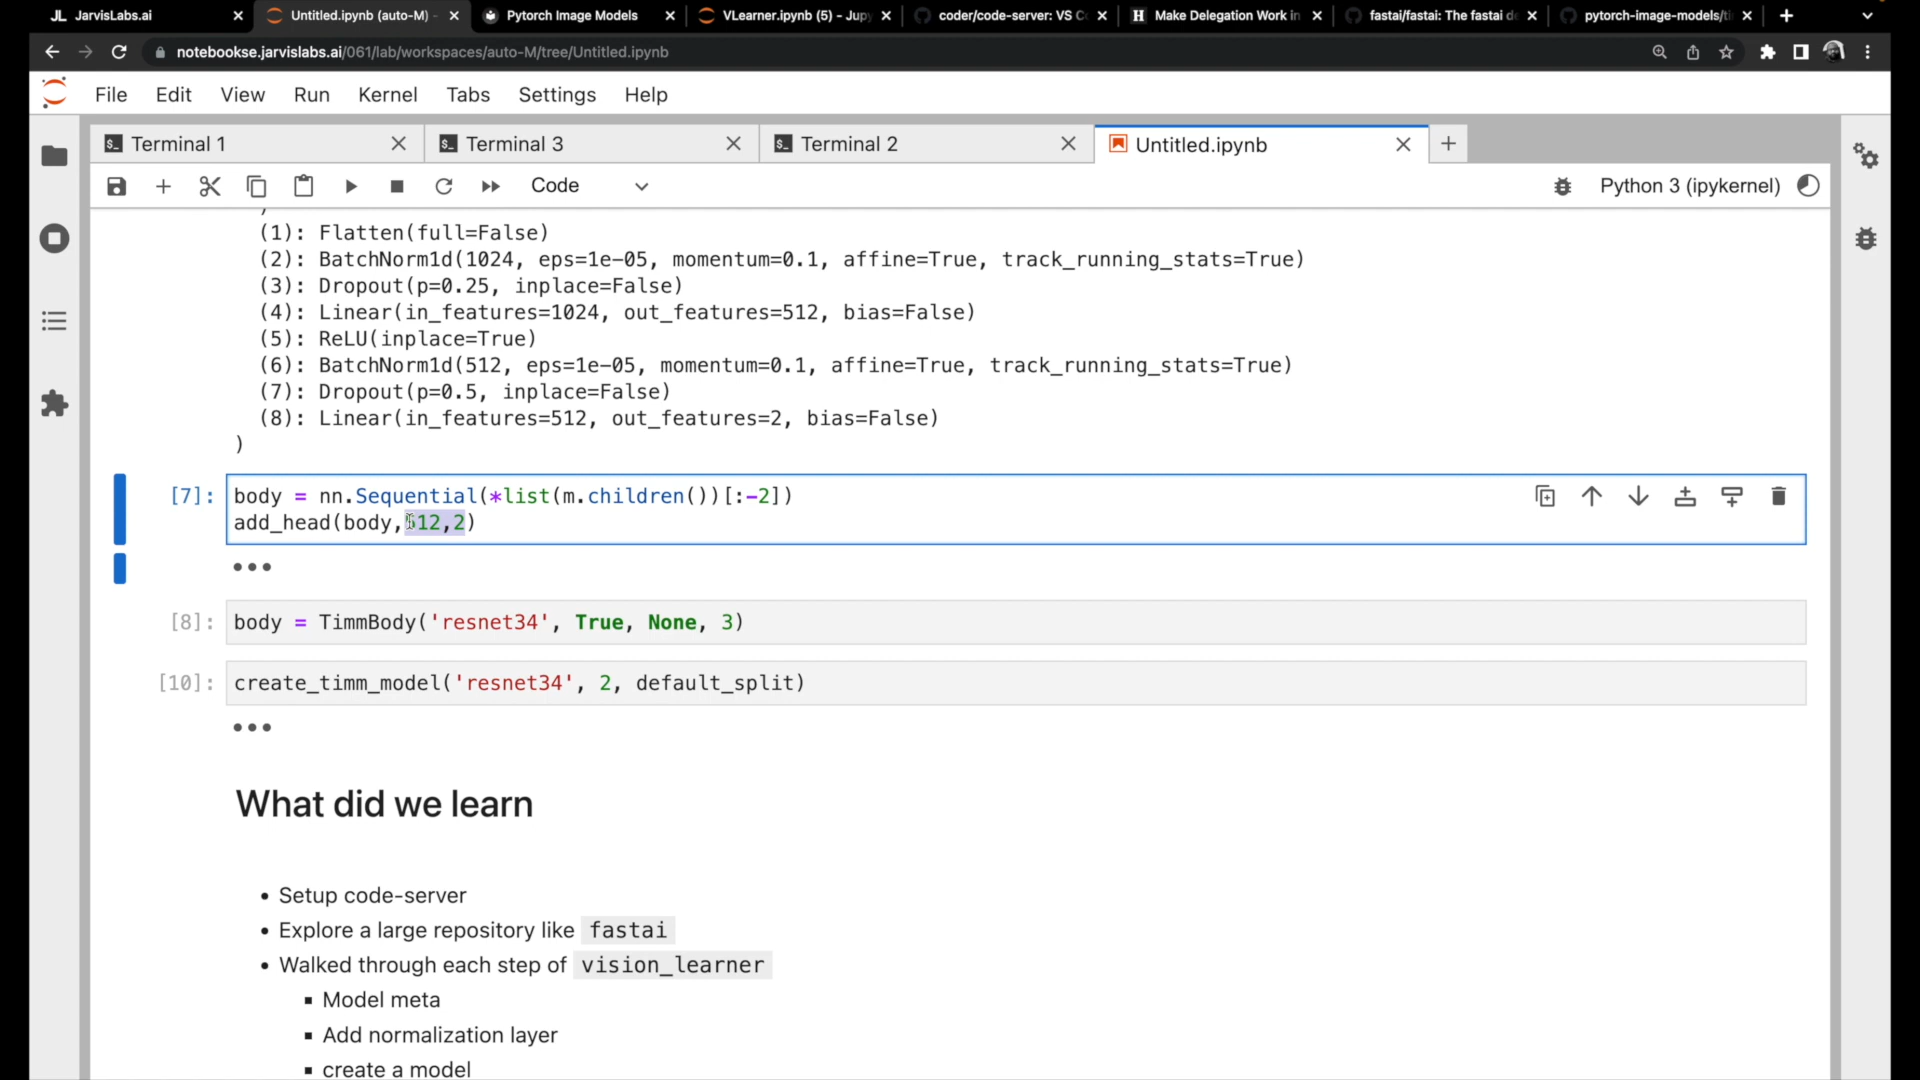 JarvisLabs.ai
Untitled.ipynb (auto-M) -
Pytorch Image Models
VLearner.ipynb (5) - Jupy
coder/code-server: VS C
Make Delegation Work in
fastai/fastai: The fastai d
pytorch-image-models/ti
notebookse.jarvislabs.ai/061/lab/workspaces/auto-M/tree/Untitled.ipynb
File Edit View Run Kernel Tabs Settings Help
Terminal 1
Terminal 3
Terminal 2
Untitled.ipynb
Code
Python 3 (ipykernel)
)
(1): Flatten(full=False)
(2): BatchNorm1d(1024, eps=1e-05, momentum=0.1, affine=True, track_running_stats=True)
(3): Dropout(p=0.25, inplace=False)
(4): Linear(in_features=1024, out_features=512, bias=False)
(5): ReLU(inplace=True)
(6): BatchNorm1d(512, eps=1e-05, momentum=0.1, affine=True, track_running_stats=True)
(7): Dropout(p=0.5, inplace=False)
(8): Linear(in_features=512, out_features=2, bias=False)
)
[7]: body = nn.Sequential(*list(m.children())[:-2])
add_head(body,512,2)
[8]: body = TimmBody('resnet34', True, None, 3)
[10]: create_timm_model('resnet34', 2, default_split)
What did we learn
• Setup code-server
• Explore a large repository like fastai
• Walked through each step of vision_learner
▪ Model meta
▪ Add normalization layer
▪ create a model